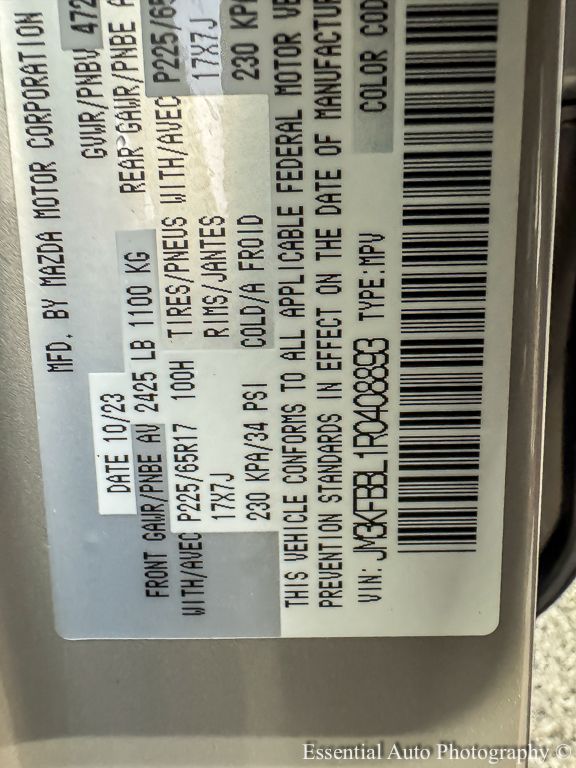 MFD. BY MAZDA MOTOR CORPORATION
DATE 10/23
GVWR/PNBV 472
FRONT GAWR/PNBE AV 2425 LB 1100 KG
REAR GAWR/PNBE A
WITH/AVEC P225/65R17 100H TIRES/PNEUS WITH/AVEC P225/65
17X7J RIMS/JANTES 17X7J
230 KPA/34 PSI COLD/A FROID 230 KPA
THIS VEHICLE CONFORMS TO ALL APPLICABLE FEDERAL MOTOR VE
PREVENTION STANDARDS IN EFFECT ON THE DATE OF MANUFACTUR
VIN: JM3KFBBL1R0408893 TYPE:MPV COLOR COD
Essential Auto Photography ©